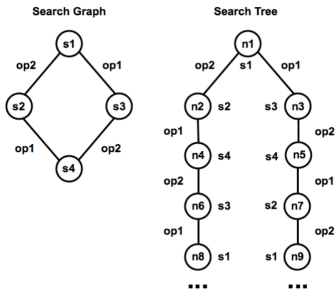 Search Graph
s1
op2 op1
s2 s3
op1 op2
s4
Search Tree
n1
op2 s1 op1
n2 s2 s3 n3
op1 op2
n4 s4 s4 n5
op2 op1
n6 s3 s2 n7
op1 op2
n8 s1 s1 n9
... ...